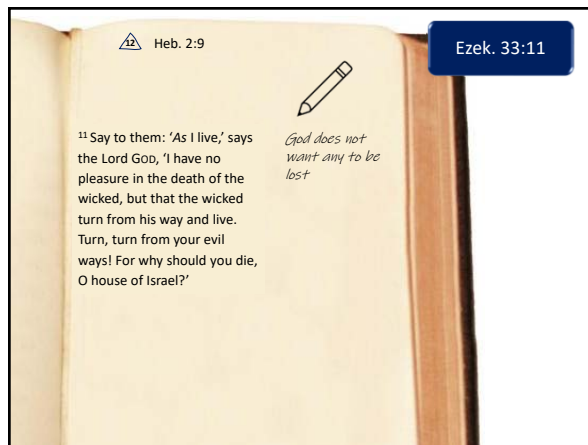 12 Heb. 2:9
Ezek. 33:11
11 Say to them: ‘As I live,’ says
the Lord GOD, ‘I have no
pleasure in the death of the
wicked, but that the wicked
turn from his way and live.
Turn, turn from your evil
ways! For why should you die,
O house of Israel?’
God does not
want any to be
lost